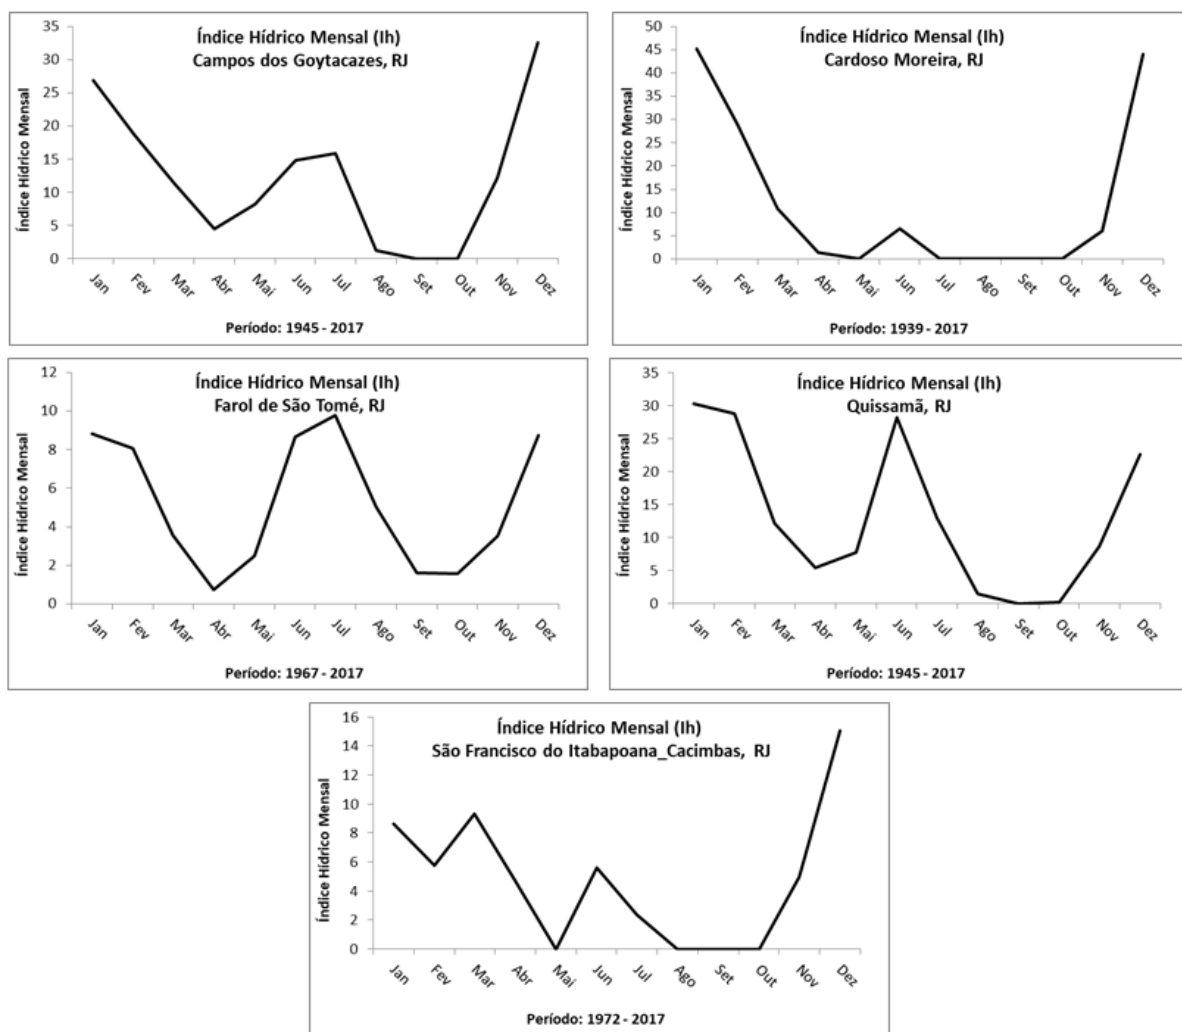 Índice Hídrico Mensal (Ih)
Campos dos Goytacazes, RJ
Índice Hídrico Mensal
35
30
25
20
15
10
5
0
Jan
Fev
Mar
Abr
Mai
Jun
Jul
Ago
Set
Out
Nov
Dez
Período: 1945 - 2017
Índice Hídrico Mensal (Ih)
Cardoso Moreira, RJ
Índice Hídrico Mensal
50
45
40
35
30
25
20
15
10
5
0
Jan
Fev
Mar
Abr
Mai
Jun
Jul
Ago
Set
Out
Nov
Dez
Período: 1939 - 2017
Índice Hídrico Mensal (Ih)
Farol de São Tomé, RJ
Índice Hídrico Mensal
12
10
8
6
4
2
0
Jan
Fev
Mar
Abr
Mai
Jun
Jul
Ago
Set
Out
Nov
Dez
Período: 1967 - 2017
Índice Hídrico Mensal (Ih)
Quissamã, RJ
Índice Hídrico Mensal
35
30
25
20
15
10
5
0
Jan
Fev
Mar
Abr
Mai
Jun
Jul
Ago
Set
Out
Nov
Dez
Período: 1945 - 2017
Índice Hídrico Mensal (Ih)
São Francisco do Itabapoana_Cacimbas, RJ
Índice Hídrico Mensal
16
14
12
10
8
6
4
2
0
Jan
Fev
Mar
Abr
Mai
Jun
Jul
Ago
Set
Out
Nov
Dez
Período: 1972 - 2017